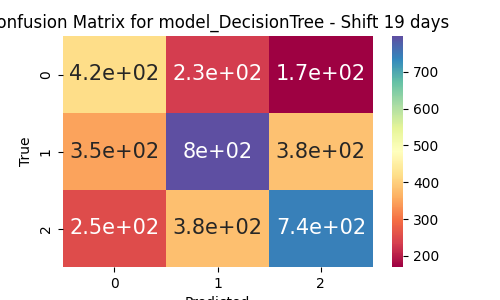 onfusion Matrix for model_DecisionTree - Shift 19 days
0 4.2e+02 2.3e+02 1.7e+02
1 3.5e+02 8e+02 3.8e+02
2 2.5e+02 3.8e+02 7.4e+02
True
0 1 2
Predicted
700
600
500
400
300
200